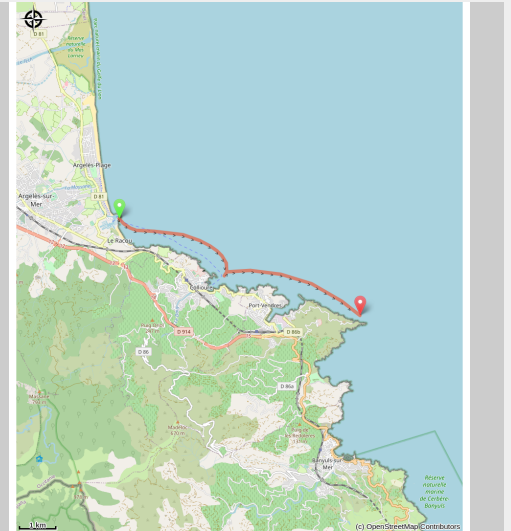 D 81
Réserve
naturelle
du Mas
Larrieu
Argelès-Plage
D 81
Argelès-sur-
Mer
Le Racou
Collioure
Port-Vendres
D 914
D 86b
D 86
D 86a
Madeloc
Banyuls-sur-
Mer
Réserve
naturelle
marine
de Cerbère-
Banyuls
1 km
(c) OpenStreetMap Contributors